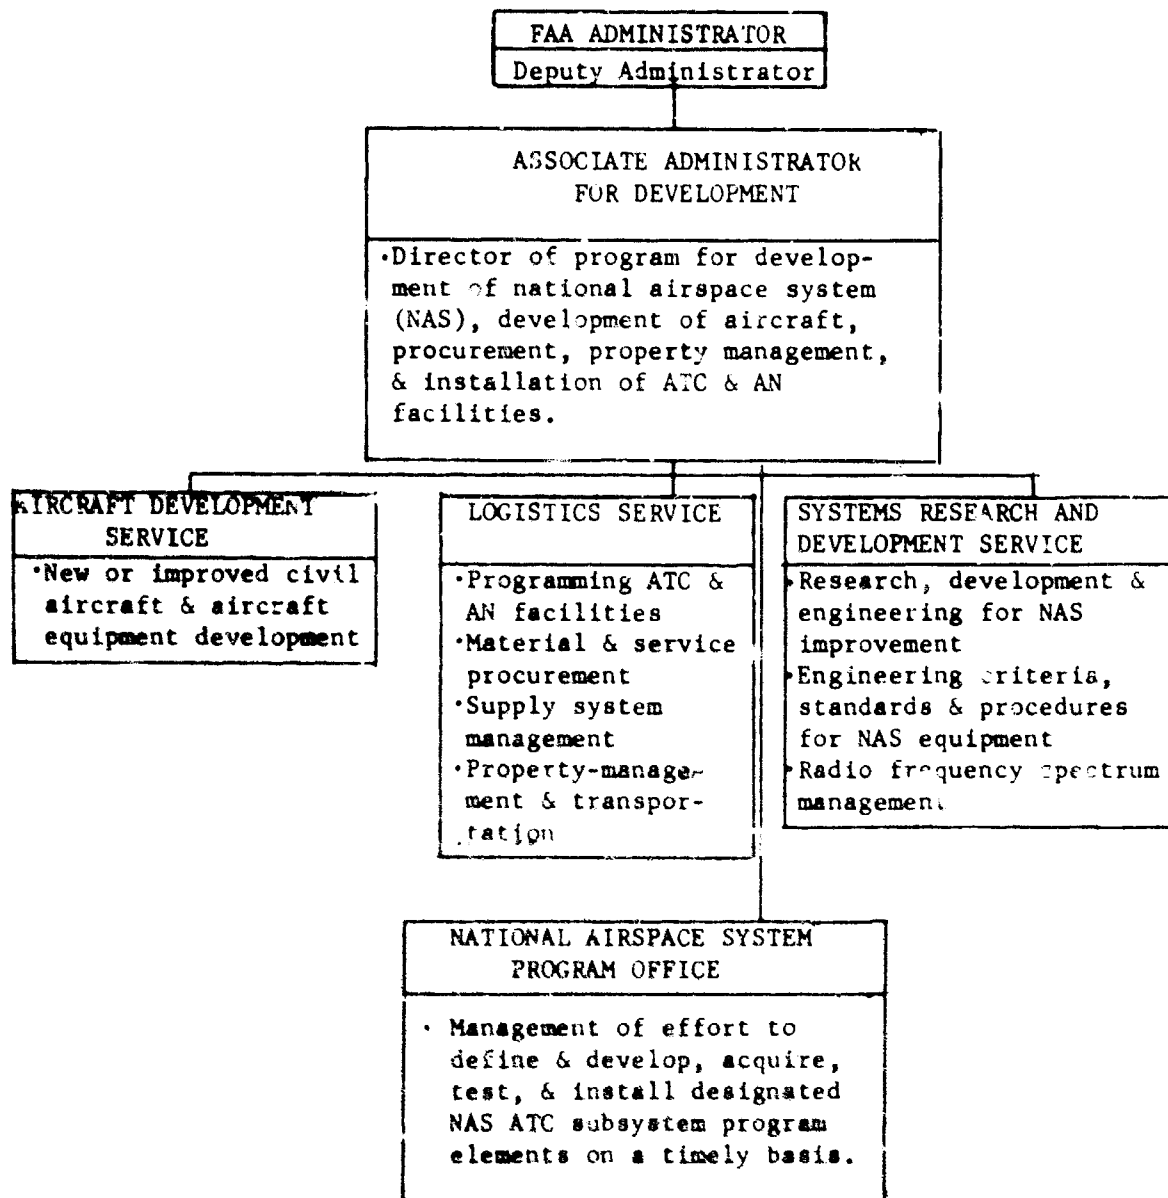 FAA ADMINISTRATOR
Deputy Administrator
ASSOCIATE ADMINISTRATOR
FOR DEVELOPMENT
·Director of program for develop-
ment of national airspace system
(NAS), development of aircraft,
procurement, property management,
& installation of ATC & AN
facilities.
AIRCRAFT DEVELOPMENT
SERVICE
·New or improved civil
aircraft & aircraft
equipment development
LOGISTICS SERVICE
·Programming ATC &
AN facilities
·Material & service
procurement
·Supply system
management
·Property-manage-
ment & transpor-
tation
SYSTEMS RESEARCH AND
DEVELOPMENT SERVICE
·Research, development &
engineering for NAS
improvement
·Engineering criteria,
standards & procedures
for NAS equipment
·Radio frequency spectrum
management
NATIONAL AIRSPACE SYSTEM
PROGRAM OFFICE
· Management of effort to
define & develop, acquire,
test, & install designated
NAS ATC subsystem program
elements on a timely basis.